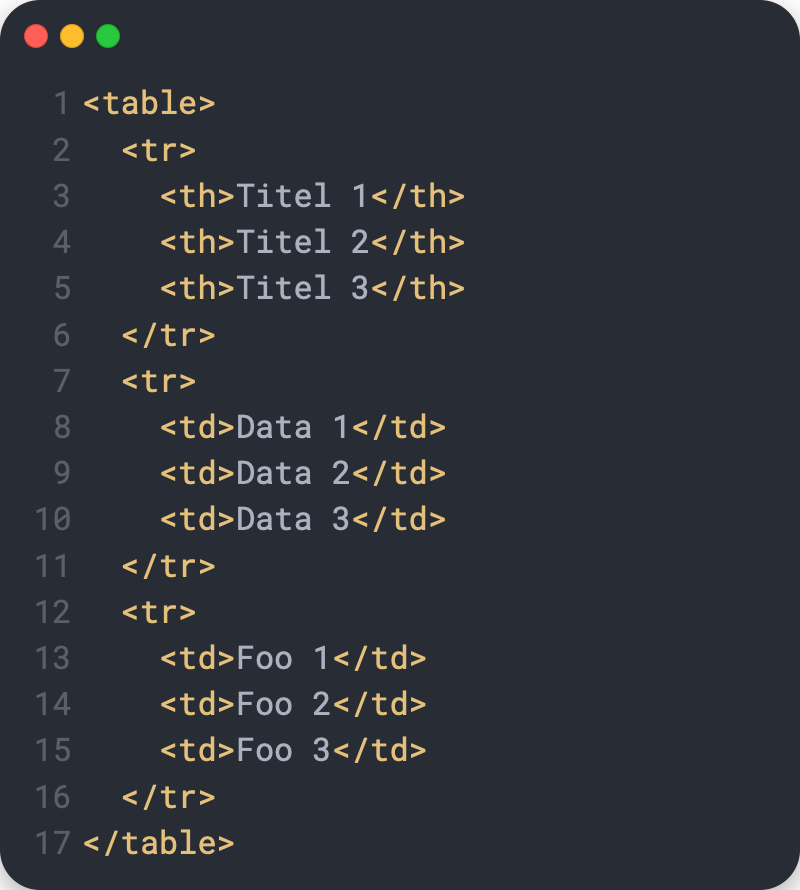 1 <table>
2   <tr>
3     <th>Titel 1</th>
4     <th>Titel 2</th>
5     <th>Titel 3</th>
6   </tr>
7   <tr>
8     <td>Data 1</td>
9     <td>Data 2</td>
10     <td>Data 3</td>
11   </tr>
12   <tr>
13     <td>Foo 1</td>
14     <td>Foo 2</td>
15     <td>Foo 3</td>
16   </tr>
17 </table>